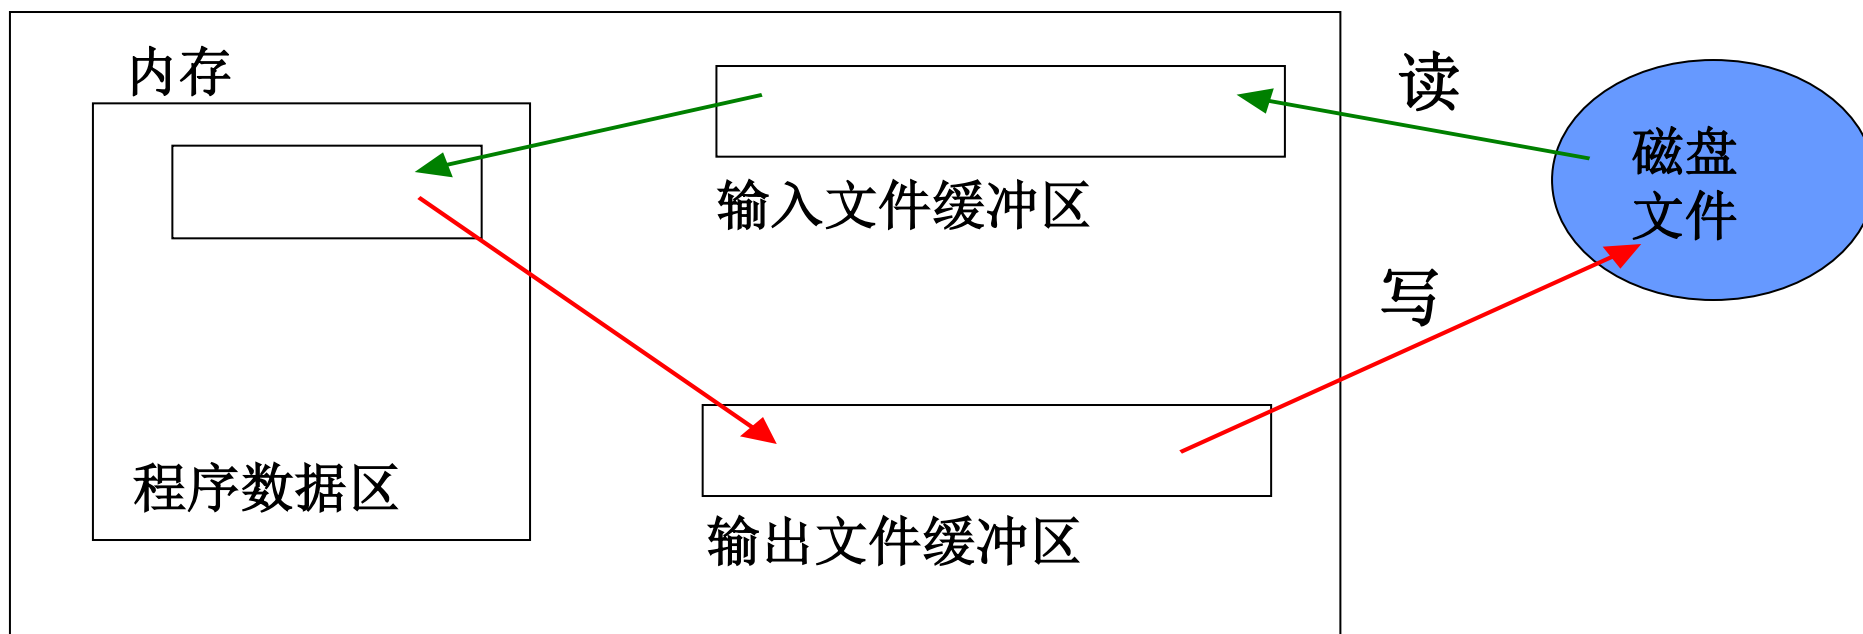 内存
读
磁盘
文件
输入文件缓冲区
写
程序数据区
输出文件缓冲区